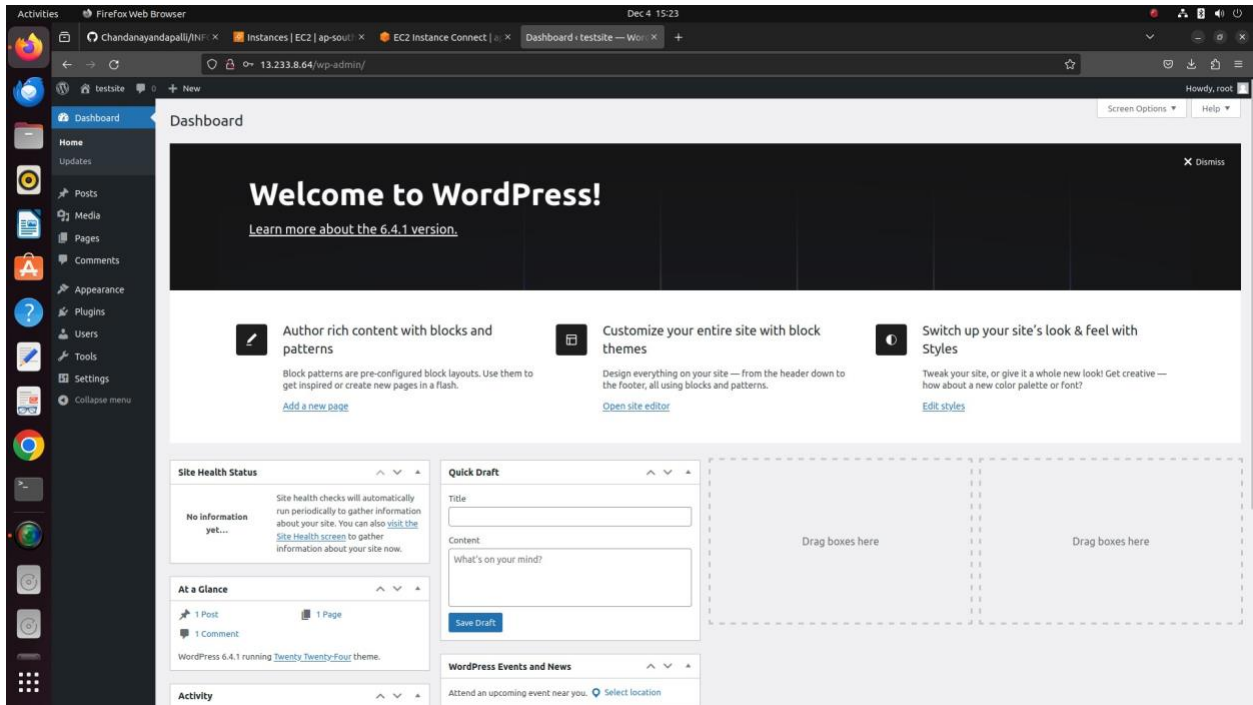 Activities Firefox Web Browser Dec 4 15:23
Chandanayandapalli/INF × Instances | EC2 | ap-sout × EC2 Instance Connect | a × Dashboard ‹ testsite — Wor × +
13.233.8.64/wp-admin/
testsite 0 + New Howdy, root
Screen Options ▼ Help ▼
Dashboard
Home
Updates
Posts
Media
Pages
Comments
Appearance
Plugins
Users
Tools
Settings
Collapse menu
Dashboard
Dismiss
Welcome to WordPress!
Learn more about the 6.4.1 version.
Author rich content with blocks and
patterns
Block patterns are pre-configured block layouts. Use them to
get inspired or create new pages in a flash.
Add a new page
Customize your entire site with block
themes
Design everything on your site — from the header down to
the footer, all using blocks and patterns.
Open site editor
Switch up your site's look & feel with
Styles
Tweak your site, or give it a whole new look! Get creative —
how about a new color palette or font?
Edit styles
Site Health Status
No information
yet...
Site health checks will automatically
run periodically to gather information
about your site. You can also visit the
Site Health screen to gather
information about your site now.
At a Glance
1 Post 1 Page
1 Comment
WordPress 6.4.1 running Twenty Twenty-Four theme.
Activity
Quick Draft
Title
Content
What's on your mind?
Save Draft
WordPress Events and News
Attend an upcoming event near you. Select location
Drag boxes here
Drag boxes here